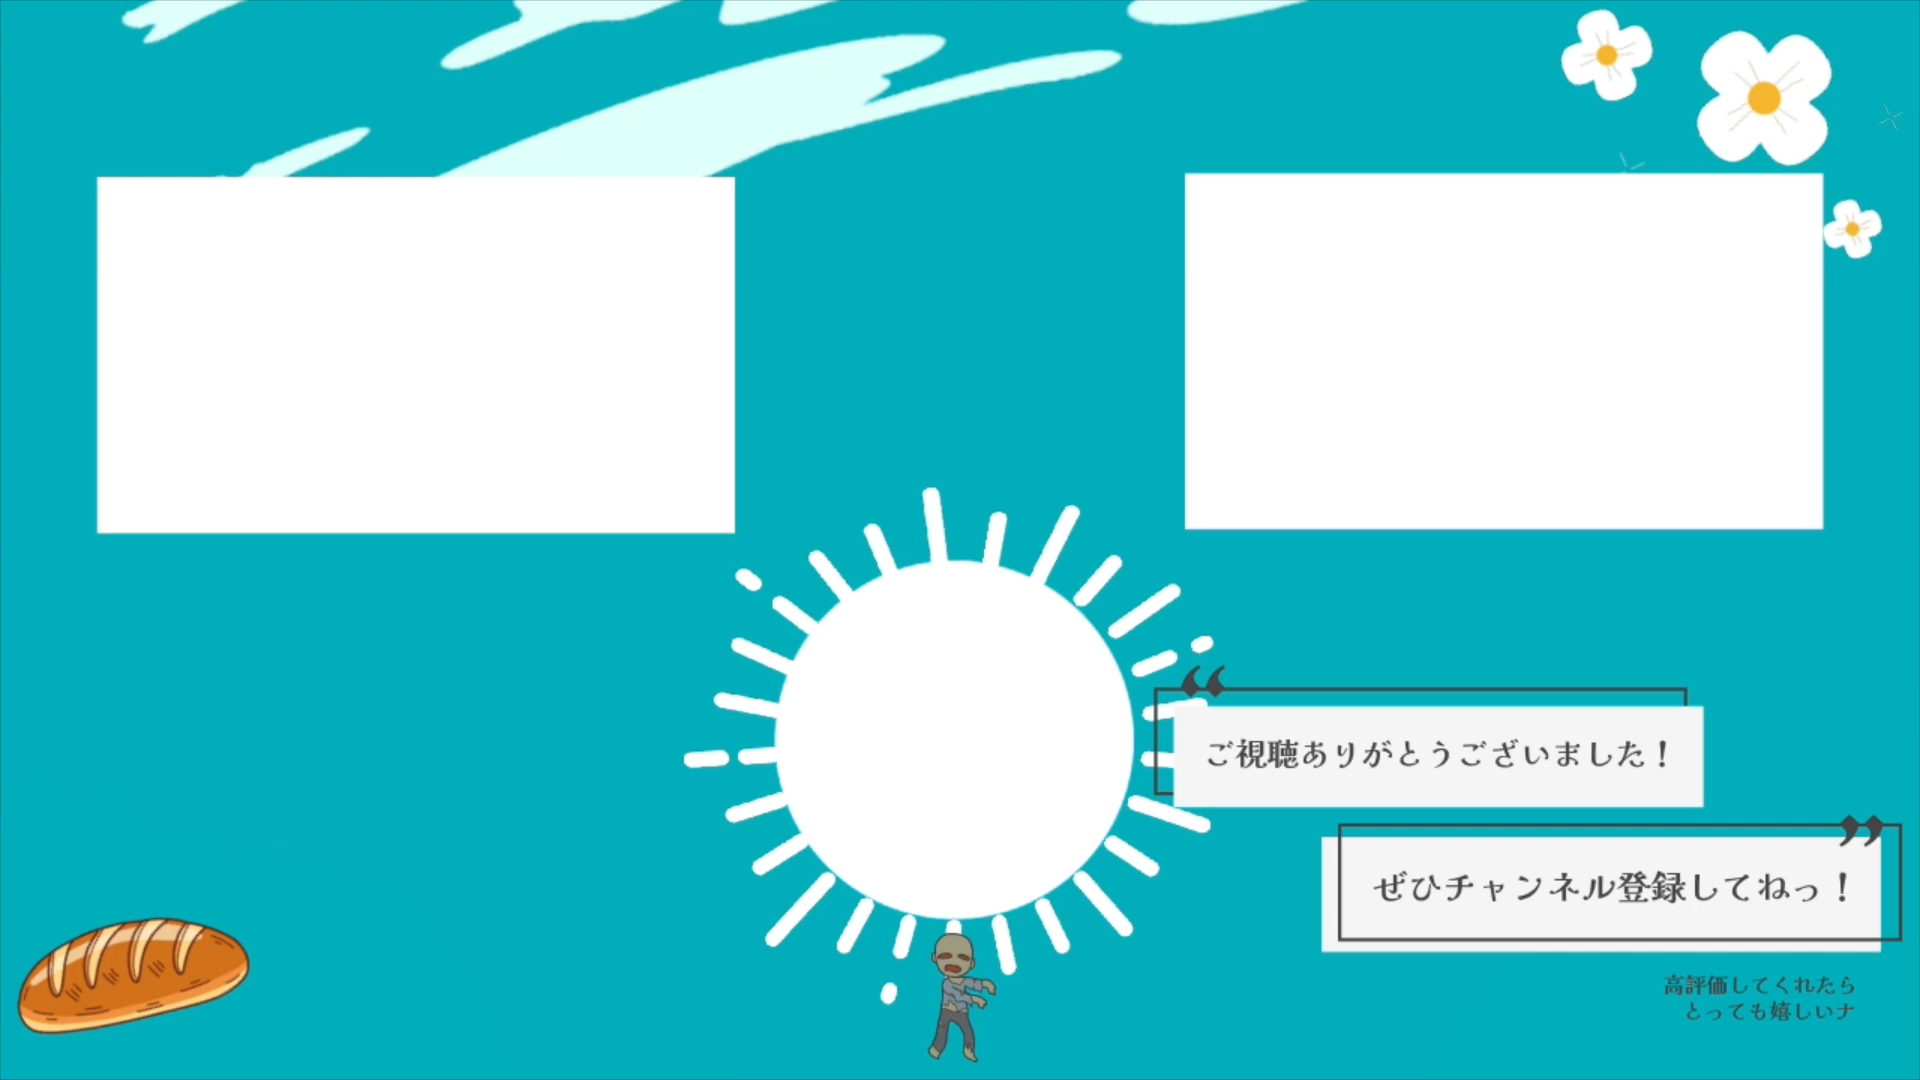 ご視聴ありがとうございました！
ぜひチャンネル登録してねっ！
高評価してくれたら
とっても嬉しいナ